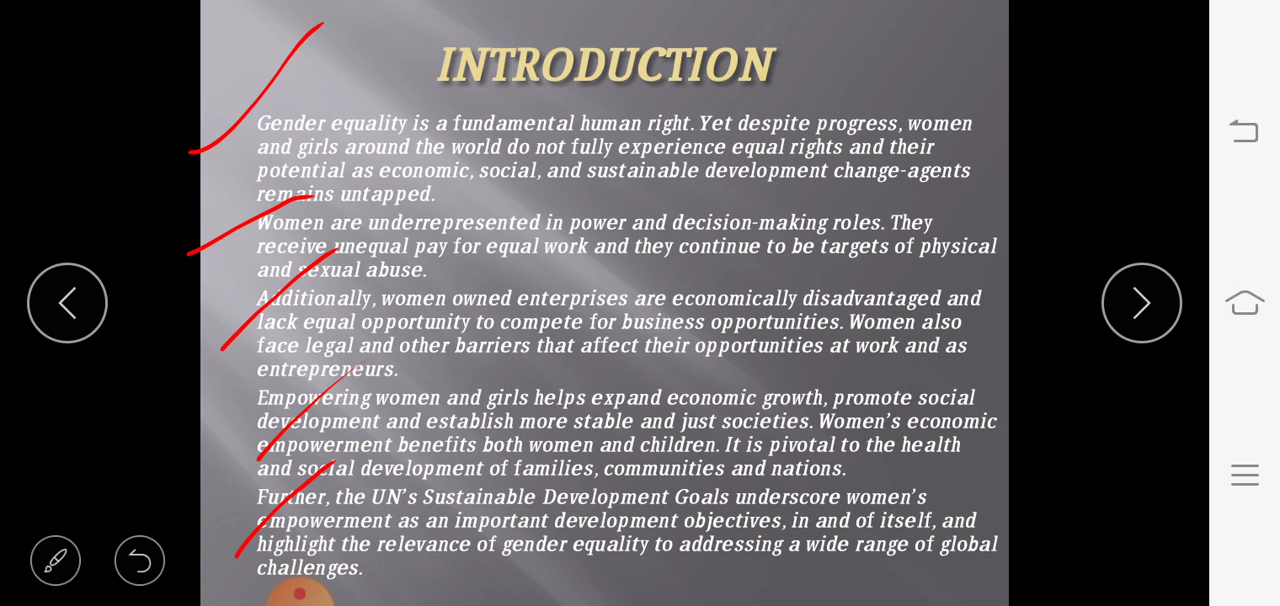 INTRODUCTION
Gender equality is a fundamental human right. Yet despite progress, women
and girls around the world do not fully experience equal rights and their
potential as economic, social, and sustainable development change-agents
remains untapped.
Women are underrepresented in power and decision-making roles. They
receive unequal pay for equal work and they continue to be targets of physical
and sexual abuse.
Additionally, women owned enterprises are economically disadvantaged and
lack equal opportunity to compete for business opportunities. Women also
face legal and other barriers that affect their opportunities at work and as
entrepreneurs.
Empowering women and girls helps expand economic growth, promote social
development and establish more stable and just societies. Women's economic
empowerment benefits both women and children. It is pivotal to the health
and social development of families, communities and nations.
Further, the UN's Sustainable Development Goals underscore women's
empowerment as an important development objectives, in and of itself, and
highlight the relevance of gender equality to addressing a wide range of global
challenges.